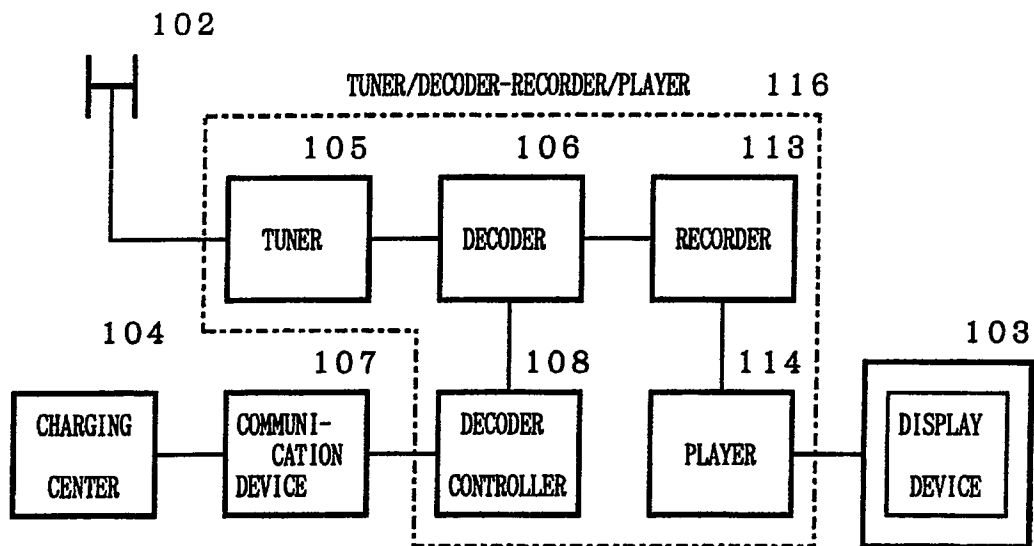 102
TUNER/DECODER-RECORDER/PLAYER 116
105 106 113
TUNER DECODER RECORDER
104 107 108 114 103
CHARGING
CENTER
COMMUNI-
CATION
DEVICE
DECODER
CONTROLLER
PLAYER
DISPLAY
DEVICE